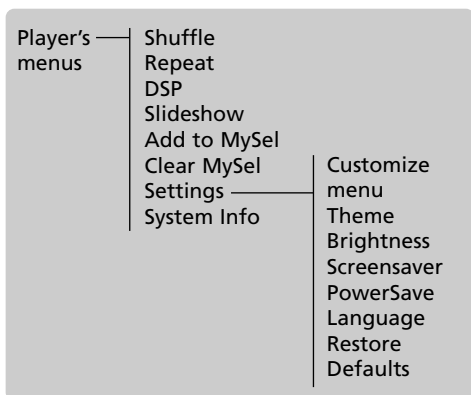 Player’s
menus
Shuffle
Repeat
DSP
Slideshow
Add to MySel
Clear MySel
Settings
System Info
Customize
menu
Theme
Brightness
Screensaver
PowerSave
Language
Restore
Defaults